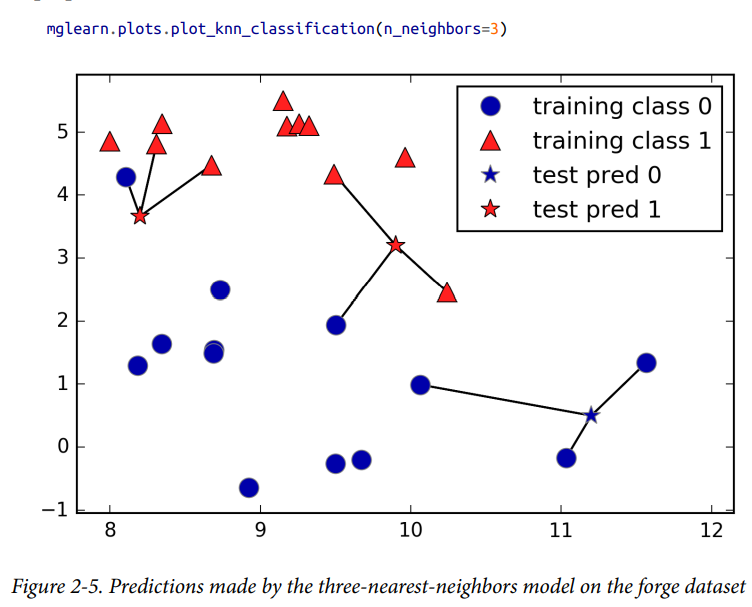 mglearn.plots.plot_knn_classification(n_neighbors=3)
training class 0
training class 1
test pred 0
test pred 1
5
4
3
2
1
0
−1
8 9 10 11 12
Figure 2-5. Predictions made by the three-nearest-neighbors model on the forge dataset